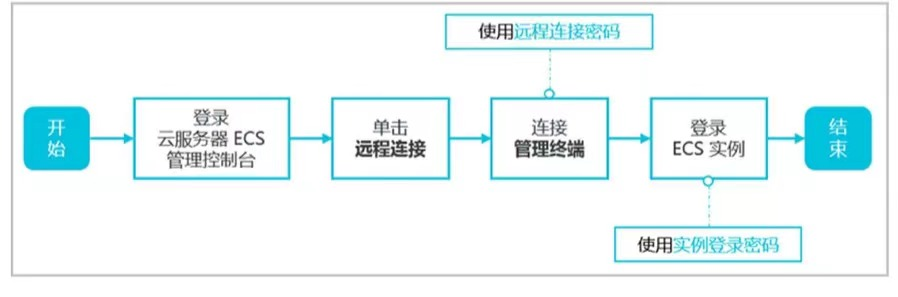 使用远程连接密码
开
始
登录
云服务器 ECS
管理控制台
单击
远程连接
连接
管理终端
登录
ECS 实例
结
束
使用实例登录密码